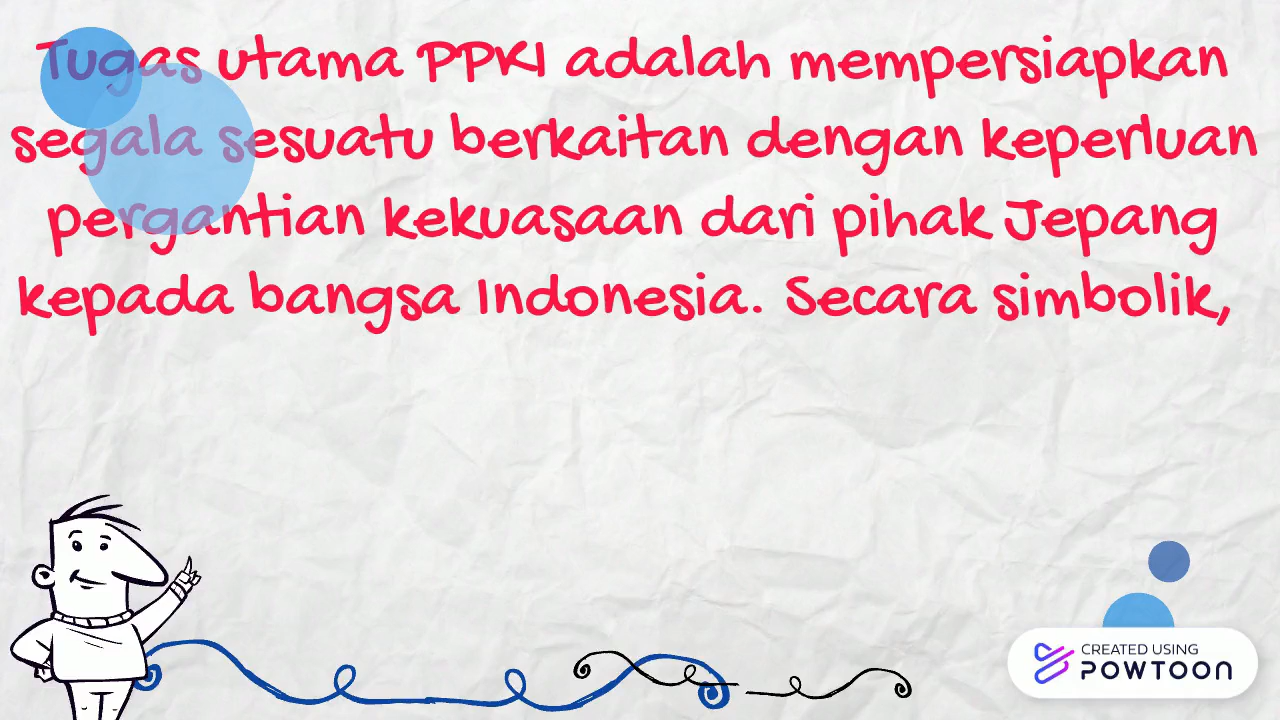 Tugas utama PPKI adalah mempersiapkan
segala sesuatu berkaitan dengan keperluan
pergantian kekuasaan dari pihak Jepang
kepada bangsa Indonesia. Secara simbolik,
CREATED USING
POWTOON